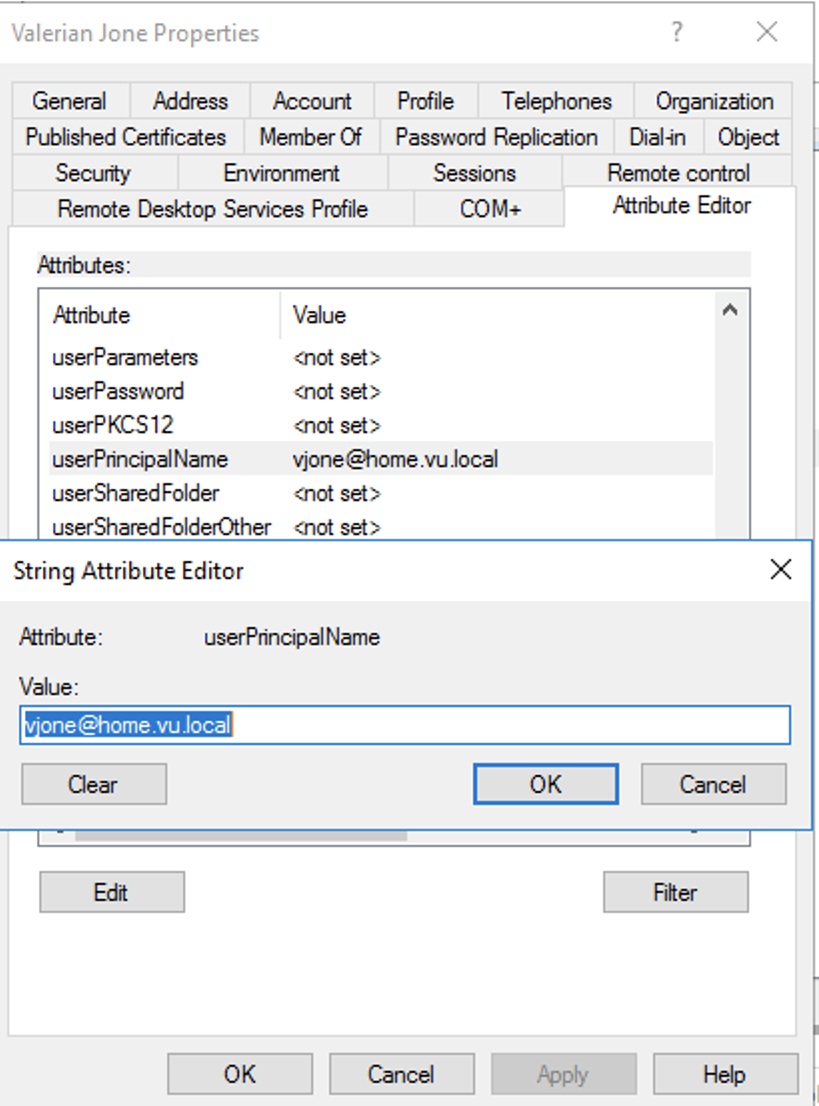 Valerian Jone Properties ?
General Address Account Profile Telephones Organization
Published Certificates Member Of Password Replication Dial-in Object
Security Environment Sessions Remote control
Remote Desktop Services Profile COM+ Attribute Editor
Attributes:
Attribute Value
userParameters <not set>
userPassword <not set>
userPKCS12 <not set>
userPrincipalName vjone@home.vu.local
userSharedFolder <not set>
userSharedFolderOther <not set>
String Attribute Editor
Attribute: userPrincipalName
Value:
vjone@home.vu.local
Clear OK Cancel
Edit Filter
OK Cancel Apply Help